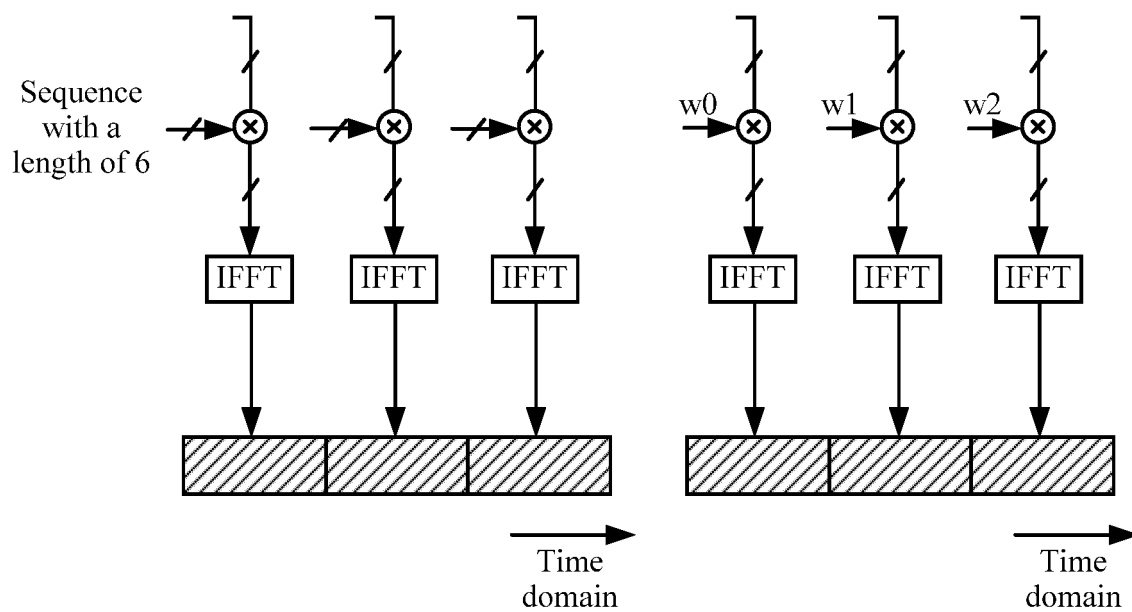 Sequence
with a
length of 6
w0
w1
w2
IFFT
IFFT
IFFT
IFFT
IFFT
IFFT
Time
domain
Time
domain